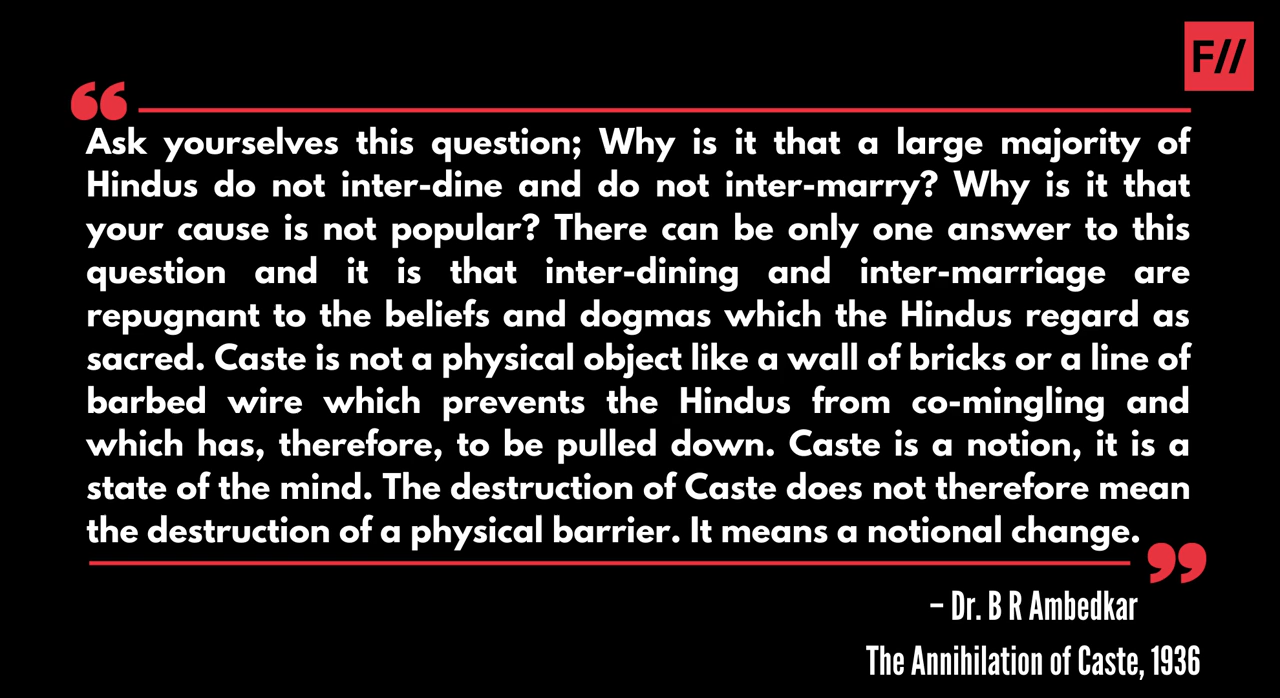 F//
“
Ask yourselves this question; Why is it that a large majority of
Hindus do not inter-dine and do not inter-marry? Why is it that
your cause is not popular? There can be only one answer to this
question and it is that inter-dining and inter-marriage are
repugnant to the beliefs and dogmas which the Hindus regard as
sacred. Caste is not a physical object like a wall of bricks or a line of
barbed wire which prevents the Hindus from co-mingling and
which has, therefore, to be pulled down. Caste is a notion, it is a
state of the mind. The destruction of Caste does not therefore mean
the destruction of a physical barrier. It means a notional change.
”
– Dr. B R Ambedkar
The Annihilation of Caste, 1936